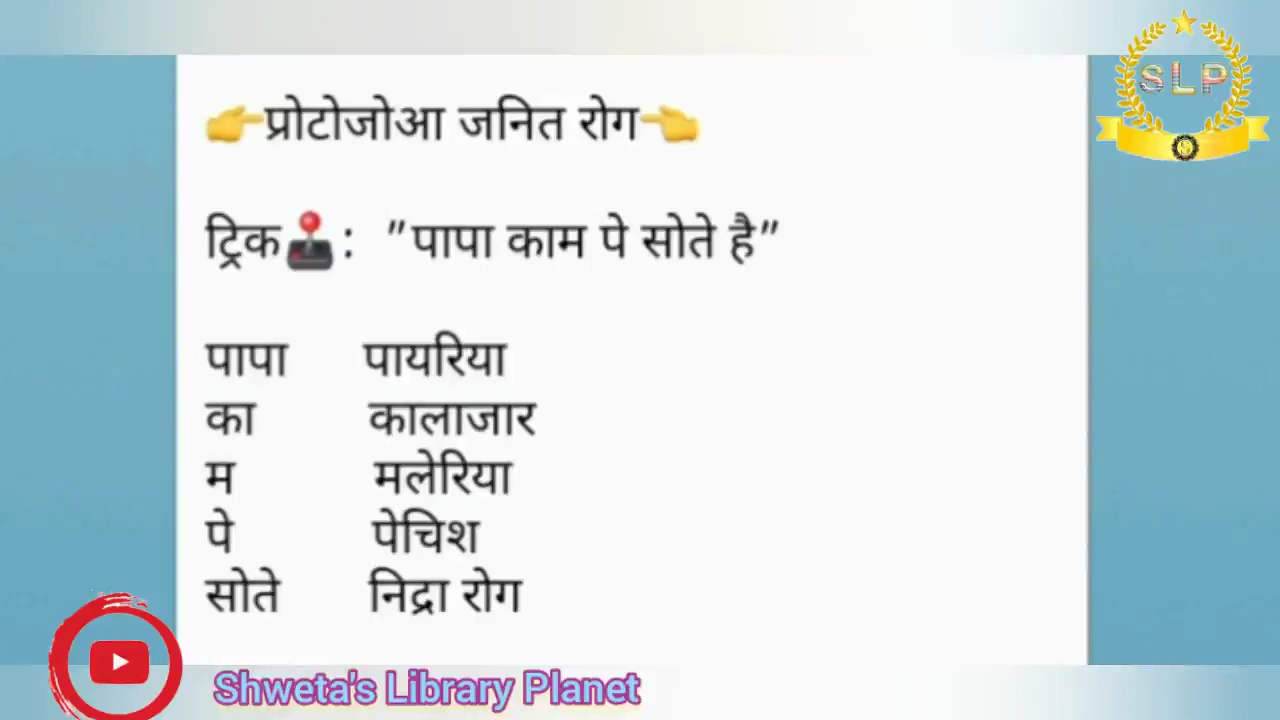 SLP
👉प्रोटोजोआ जनित रोग👈
ट्रिक🕹️: "पापा काम पे सोते है"
पापा पायरिया
का कालाजार
म मलेरिया
पे पेचिश
सोते निद्रा रोग
Shweta's Library Planet